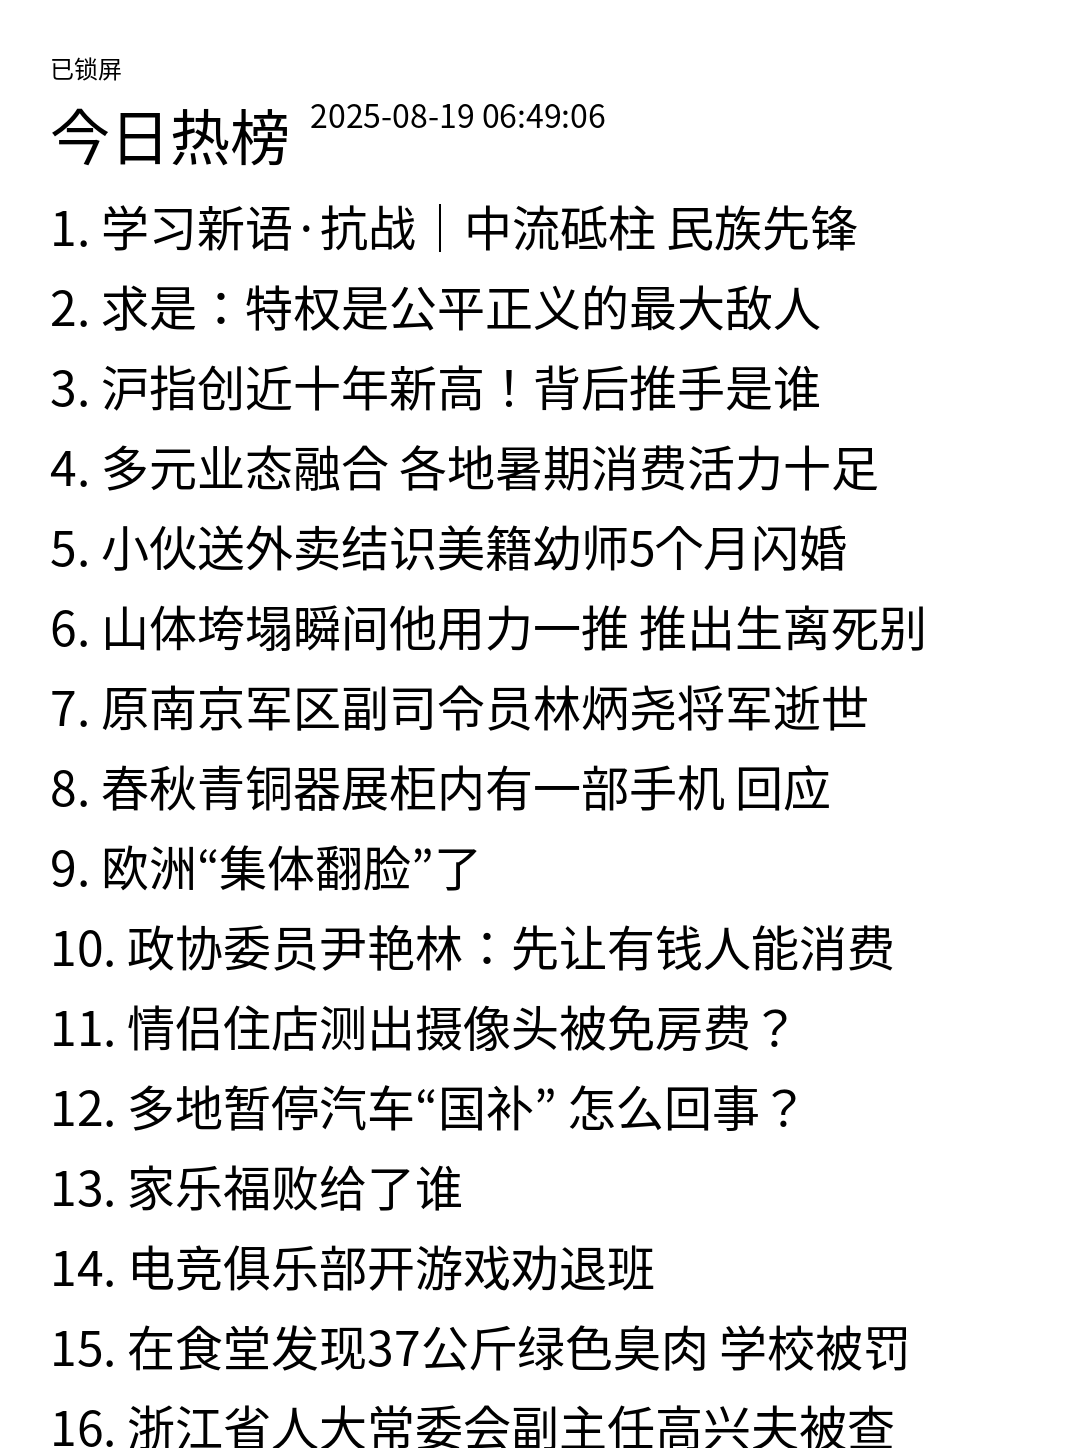 已锁屏
今日热榜 2025-08-19 06:49:06
1. 学习新语·抗战｜中流砥柱 民族先锋
2. 求是：特权是公平正义的最大敌人
3. 沪指创近十年新高！背后推手是谁
4. 多元业态融合 各地暑期消费活力十足
5. 小伙送外卖结识美籍幼师5个月闪婚
6. 山体垮塌瞬间他用力一推 推出生离死别
7. 原南京军区副司令员林炳尧将军逝世
8. 春秋青铜器展柜内有一部手机 回应
9. 欧洲“集体翻脸”了
10. 政协委员尹艳林：先让有钱人能消费
11. 情侣住店测出摄像头被免房费？
12. 多地暂停汽车“国补” 怎么回事？
13. 家乐福败给了谁
14. 电竞俱乐部开游戏劝退班
15. 在食堂发现37公斤绿色臭肉 学校被罚
16. 浙江省人大常委会副主任高兴夫被查